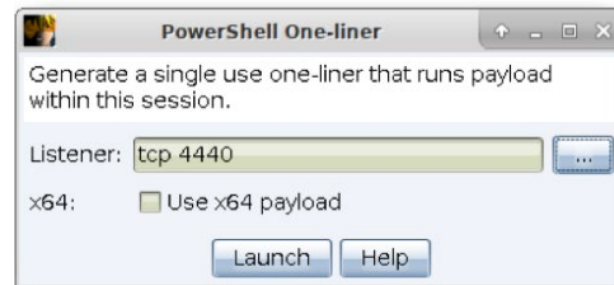 PowerShell One-liner
Generate a single use one-liner that runs payload
within this session.
Listener: tcp 4440 ...
x64: Use x64 payload
Launch Help